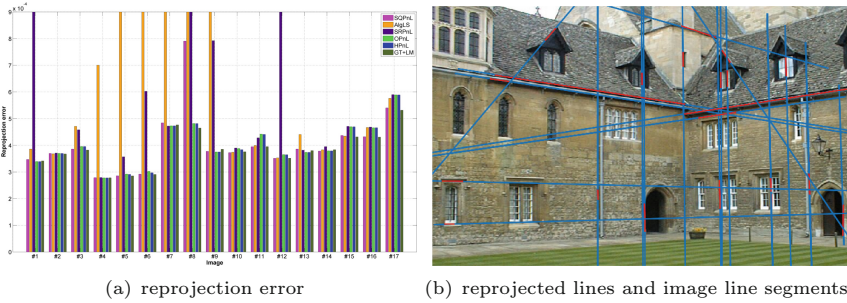 9 x 10⁻⁴
8
7
6
5
4
3
2
1
0
Reprojection error
SQPnL
AlgLS
SRPnL
OPnL
HPnL
GT+LM
#1 #2 #3 #4 #5 #6 #7 #8 #9 #10 #11 #12 #13 #14 #15 #16 #17
Image
(a) reprojection error
(b) reprojected lines and image line segments